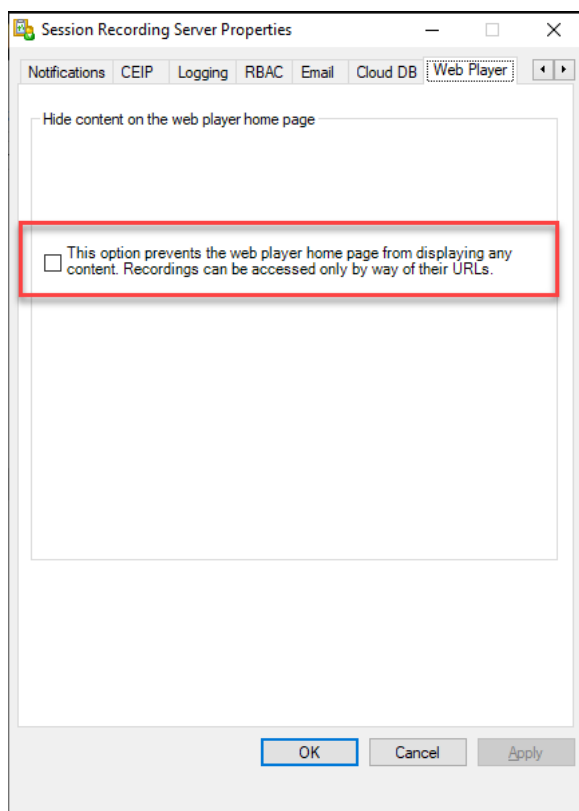 Session Recording Server Properties
Notifications CEIP Logging RBAC Email Cloud DB Web Player
Hide content on the web player home page
This option prevents the web player home page from displaying any
content. Recordings can be accessed only by way of their URLs.
OK Cancel Apply